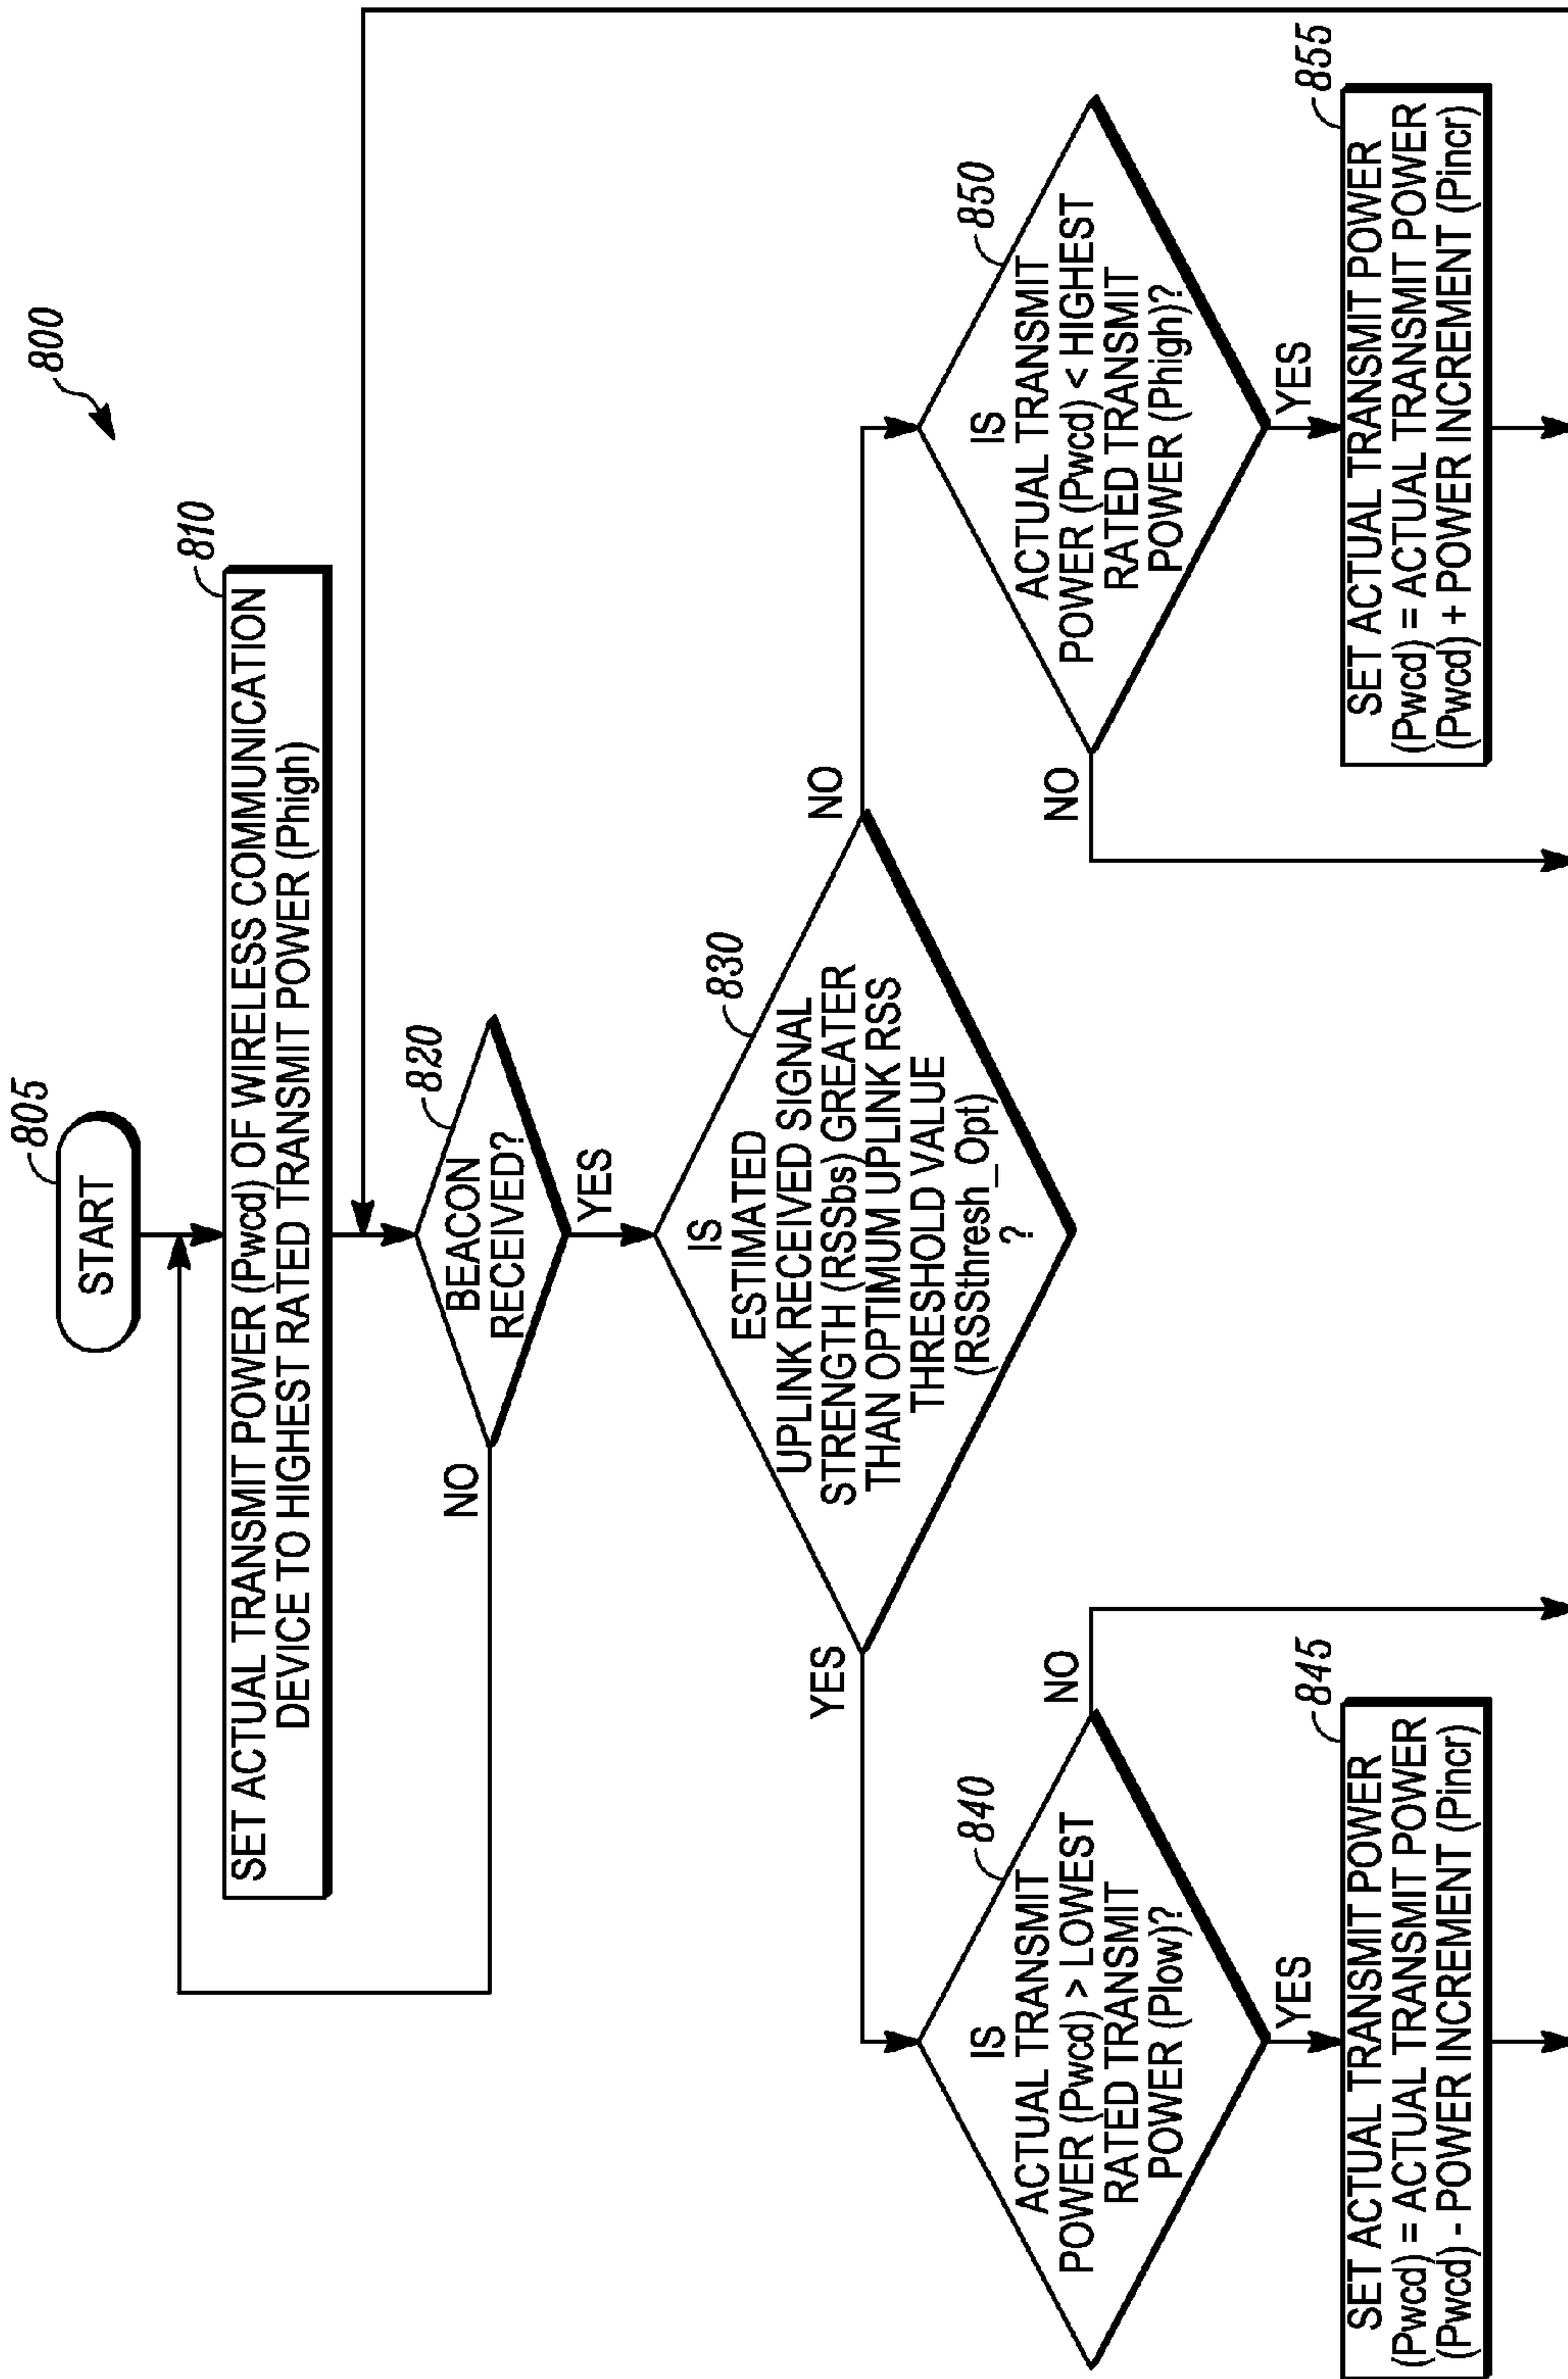 800
805
START
810
SET ACTUAL TRANSMIT POWER (Pwcd) OF WIRELESS COMMUNICATION
DEVICE TO HIGHEST RATED TRANSMIT POWER (Phigh)
820
BEACON
RECEIVED?
NO
YES
830
IS
ESTIMATED
UPLINK RECEIVED SIGNAL
STRENGTH (RSSbs) GREATER
THAN OPTIMUM UPLINK RSS
THRESHOLD VALUE
(RSSthresh_Opt)
?
YES
NO
840
IS
ACTUAL TRANSMIT
POWER (Pwcd) > LOWEST
RATED TRANSMIT
POWER (Plow)?
NO
YES
845
SET ACTUAL TRANSMIT POWER
(Pwcd) = ACTUAL TRANSMIT POWER
(Pwcd) - POWER INCREMENT (Pincr)
850
IS
ACTUAL TRANSMIT
POWER (Pwcd) < HIGHEST
RATED TRANSMIT
POWER (Phigh)?
NO
YES
855
SET ACTUAL TRANSMIT POWER
(Pwcd) = ACTUAL TRANSMIT POWER
(Pwcd) + POWER INCREMENT (Pincr)